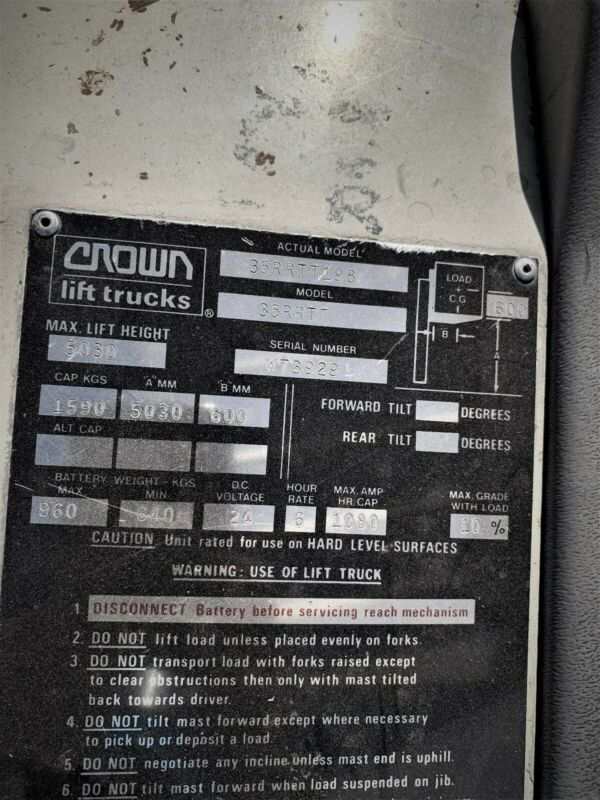 CROWN
lift trucks
®
ACTUAL MODEL
35RRTT198
MODEL
35RRTT
LOAD
C.G
600
B
A
MAX. LIFT HEIGHT
5030
SERIAL NUMBER
CAP KGS A MM B MM
1590 5030 600
FORWARD TILT DEGREES
ALT. CAP
REAR TILT DEGREES
BATTERY WEIGHT - KGS
MAX. MIN D.C. VOLTAGE HOUR RATE MAX. AMP HR. CAP MAX. GRADE WITH LOAD
960 840 24 6 1080 10 %
CAUTION Unit rated for use on HARD LEVEL SURFACES
WARNING: USE OF LIFT TRUCK
1. DISCONNECT Battery before servicing reach mechanism
2. DO NOT lift load unless placed evenly on forks.
3. DO NOT transport load with forks raised except
to clear obstructions then only with mast tilted
back towards driver.
4. DO NOT tilt mast forward except where necessary
to pick up or deposit a load.
5. DO NOT negotiate any incline unless mast end is uphill.
6. DO NOT tilt mast forward when load suspended on jib.